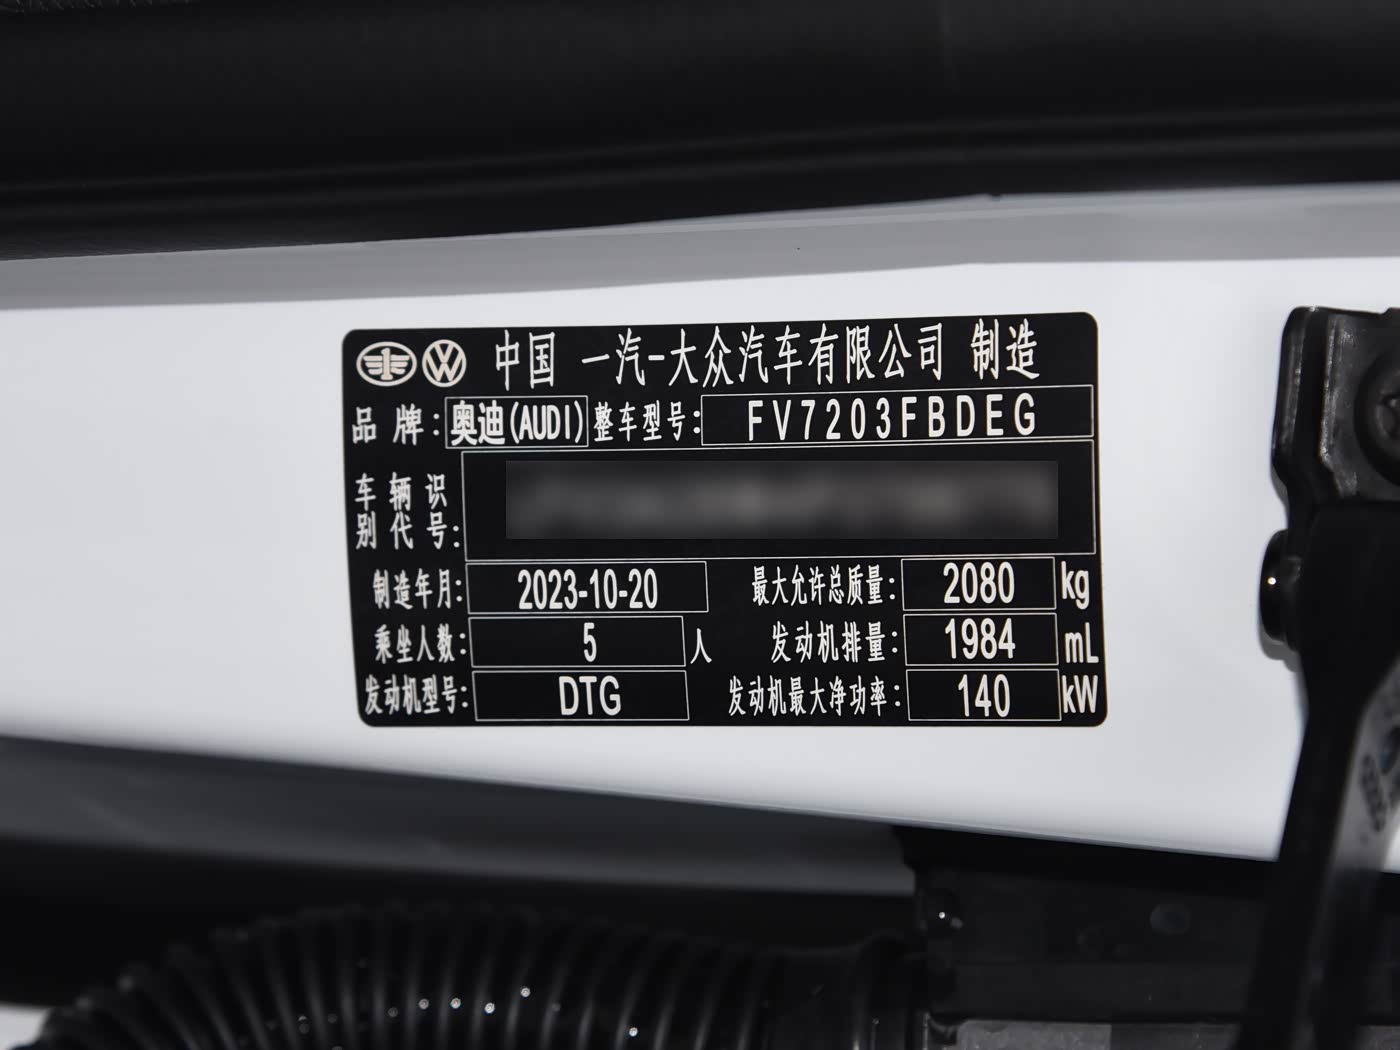 中国 一汽-大众汽车有限公司 制造
品牌: 奥迪(AUDI) 整车型号: FV7203FBDEG
车辆识
别代号:
制造年月: 2023-10-20 最大允许总质量: 2080 kg
乘坐人数: 5 人 发动机排量: 1984 mL
发动机型号: DTG 发动机最大净功率: 140 kW